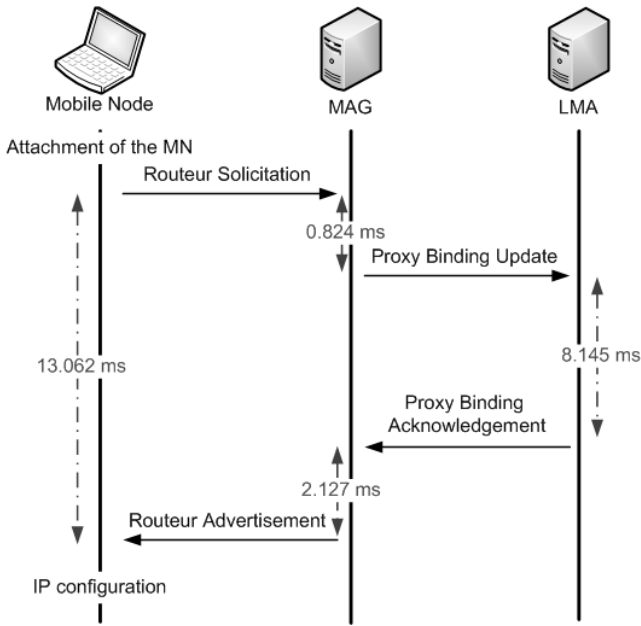 Mobile Node
MAG
LMA
Attachment of the MN
Routeur Solicitation
0.824 ms
Proxy Binding Update
13.062 ms
8.145 ms
Proxy Binding
Acknowledgement
2.127 ms
Routeur Advertisement
IP configuration